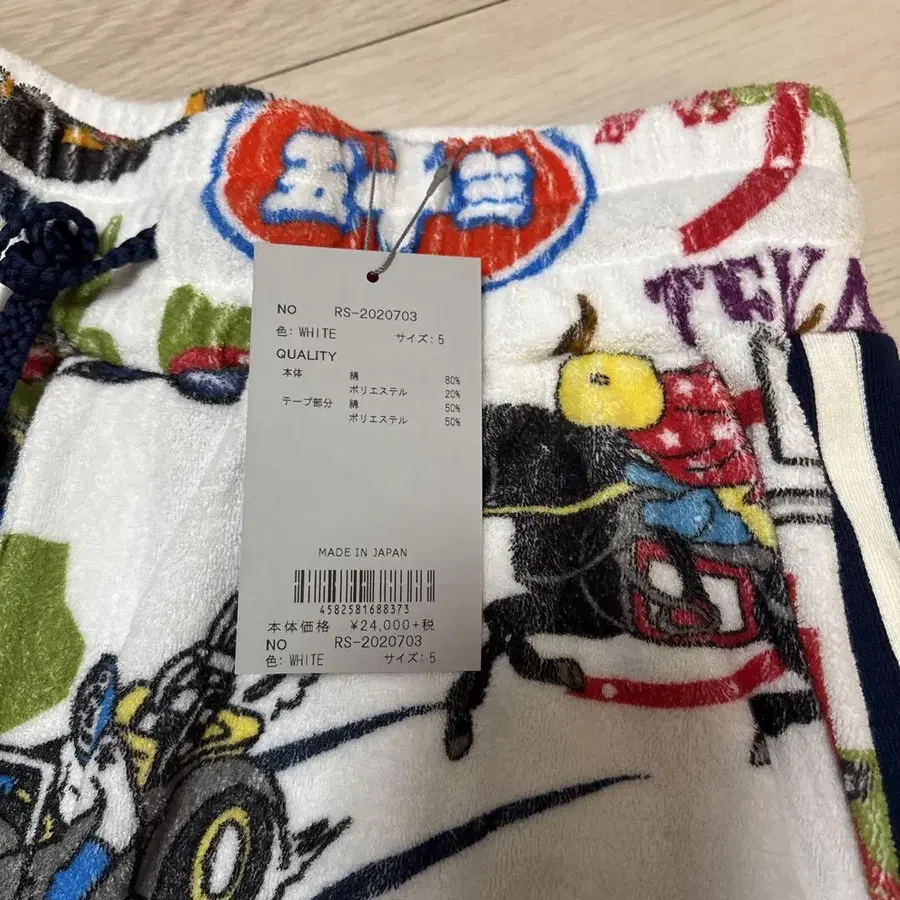 TEXA
NO RS-2020703
色: WHITE サイズ: 5
QUALITY
本体 綿 80%
ポリエステル 20%
テープ部分 綿 50%
ポリエステル 50%
MADE IN JAPAN
4582581688373
本体価格 ¥24,000+税
NO RS-2020703
色: WHITE サイズ: 5